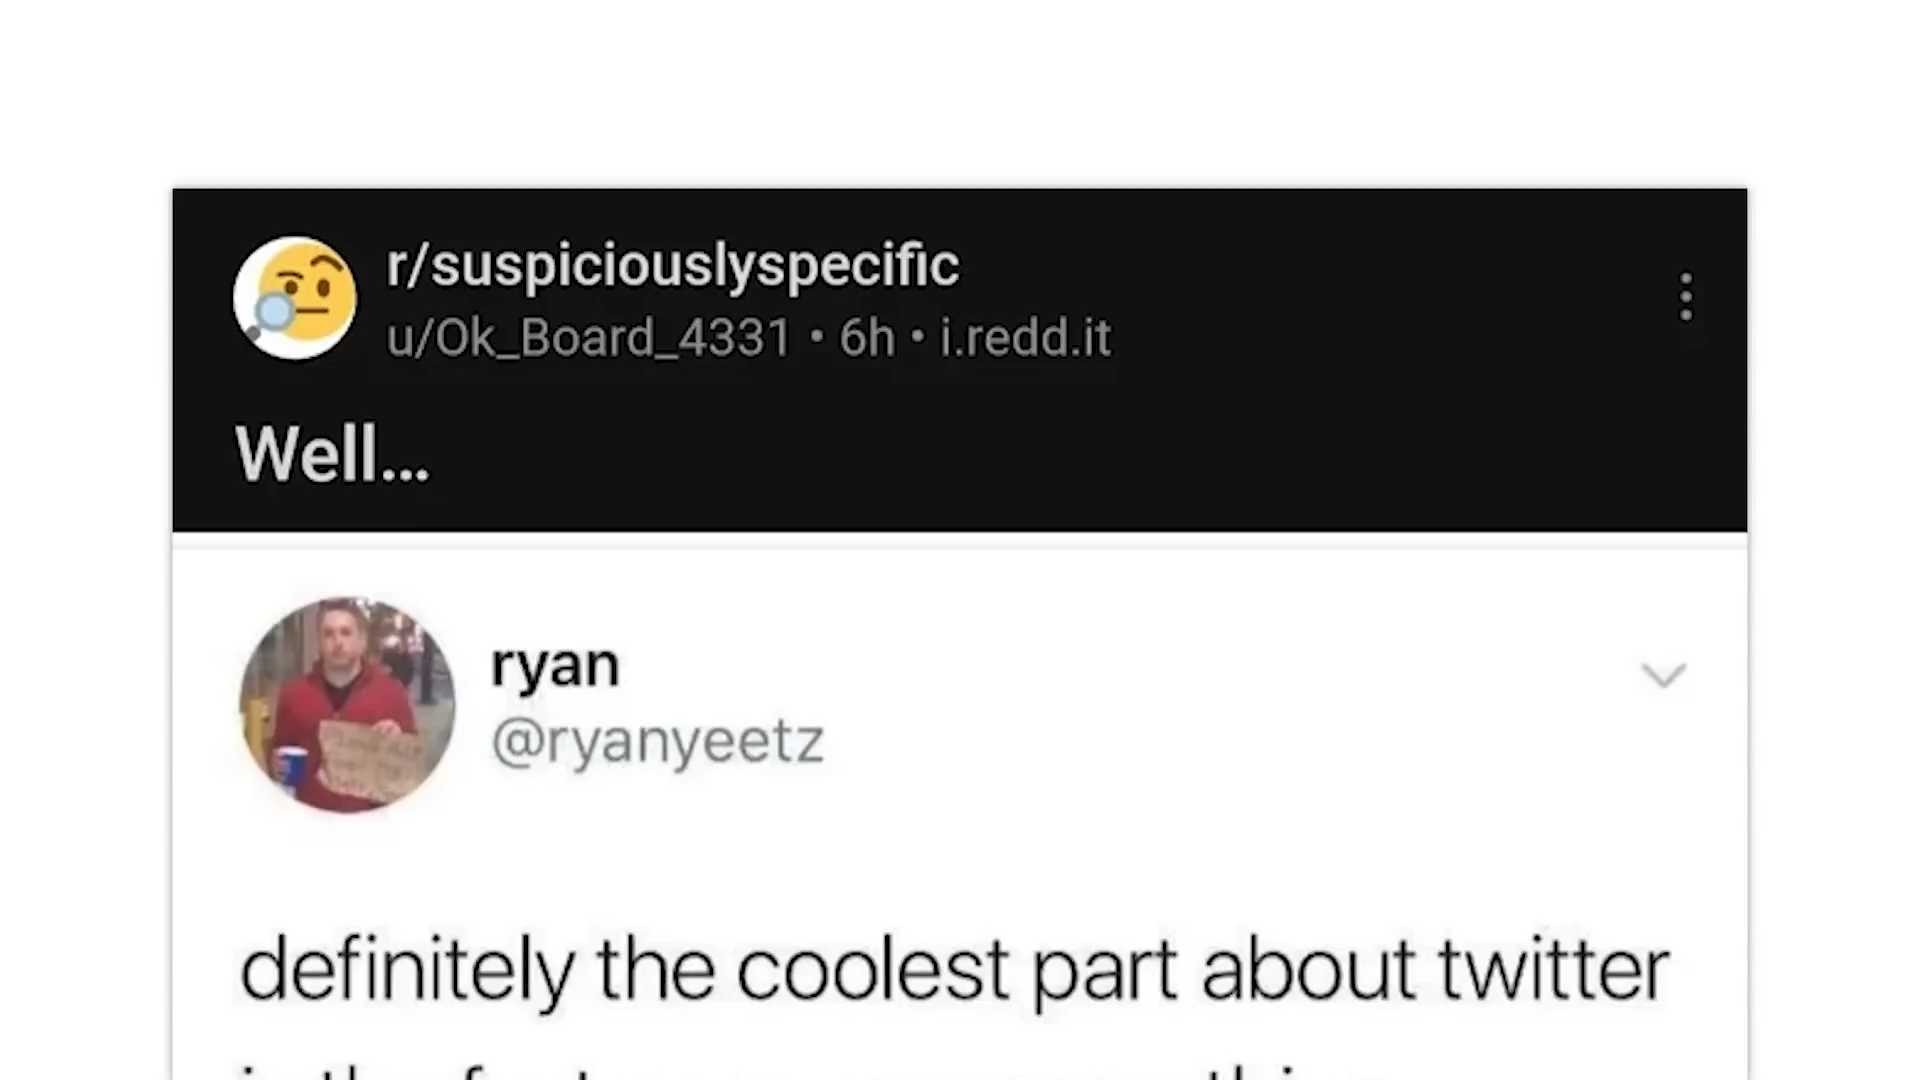 r/suspiciouslyspecific
u/Ok_Board_4331 • 6h • i.redd.it
Well...
ryan
@ryanyeetz
definitely the coolest part about twitter